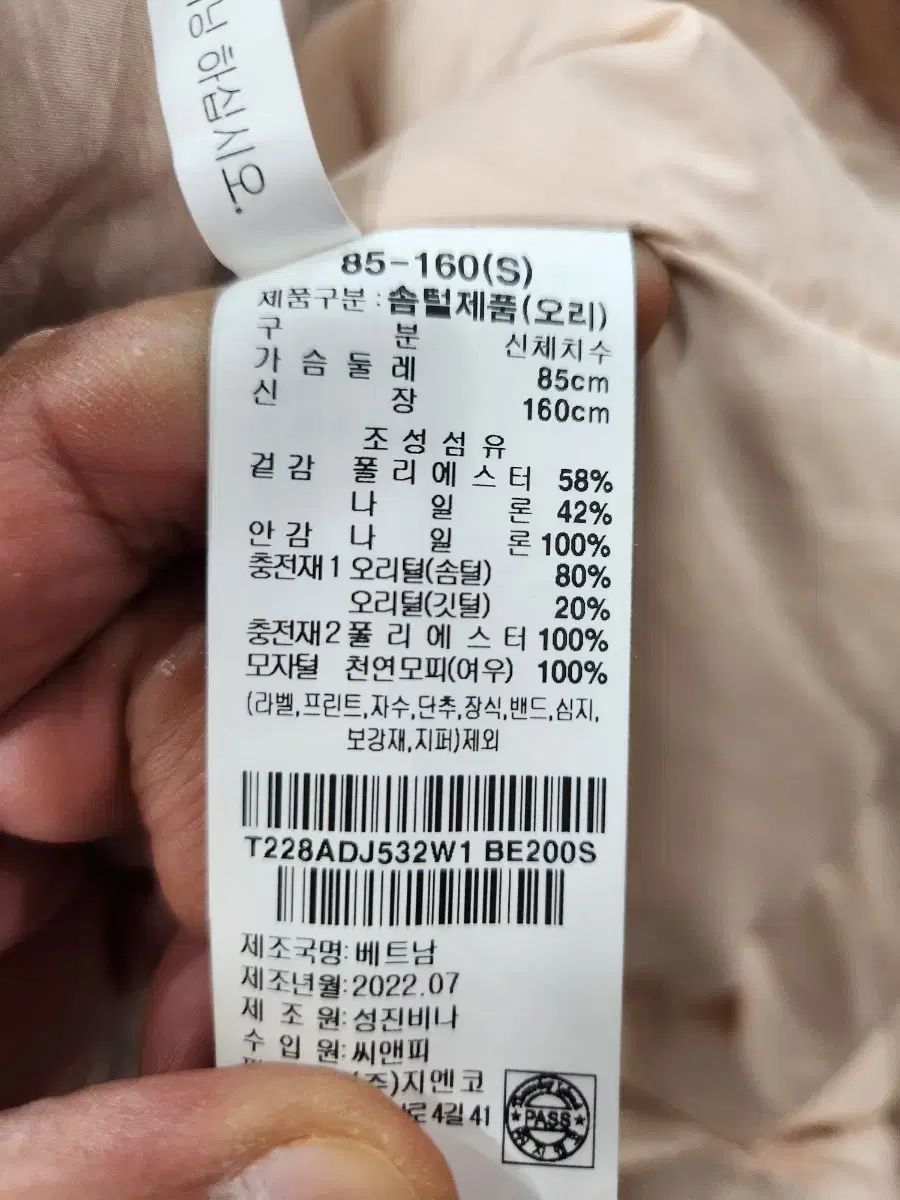 하십시오.
85-160(S)
제품구분 : 솜털제품(오리)
구 분 신체치수
가 슴 둘 레 85cm
신 장 160cm
조 성 섬 유
겉 감 폴 리 에 스 터 58%
나 일 론 42%
안 감 나 일 론 100%
충전재1 오리털(솜털) 80%
오리털(깃털) 20%
충전재2 폴 리 에 스 터 100%
모자털 천연모피(여우) 100%
(라벨,프린트,자수,단추,장식,밴드,심지,
보강재,지퍼)제외
T228ADJ532W1 BE200S
제조국명: 베트남
제조년월: 2022.07
제 조 원: 성진비나
수 입 원: 씨앤피
(주)지엔코
로 4길 41
PASS